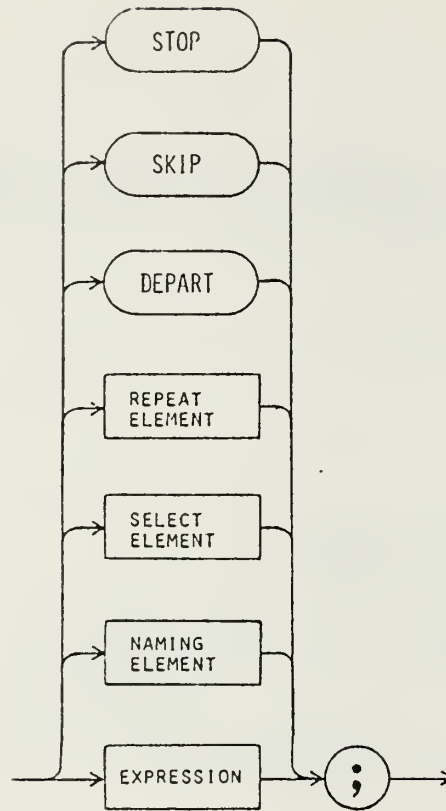 STOP
SKIP
DEPART
REPEAT
ELEMENT
SELECT
ELEMENT
NAMING
ELEMENT
EXPRESSION
;